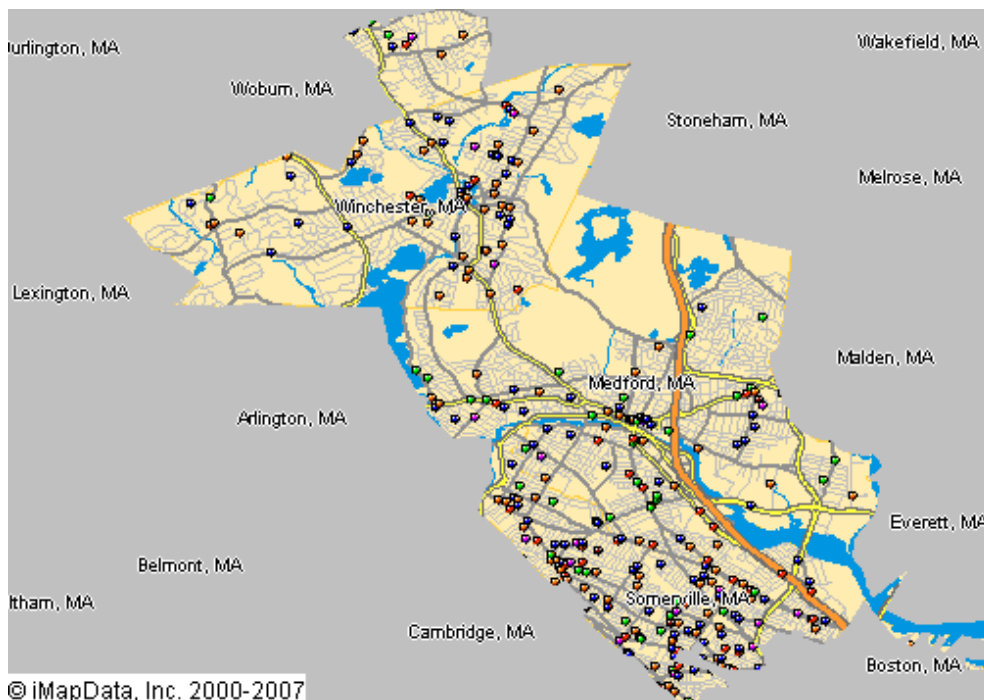 Wakefield, MA
Durlington, MA
Woburn, MA
Stoneham, MA
Melrose, MA
Winchester, MA
Lexington, MA
Malden, MA
Medford, MA
Arlington, MA
Everett, MA
Belmont, MA
ltham, MA
Somerville, MA
Cambridge, MA
Boston, MA
© iMapData, Inc. 2000-2007